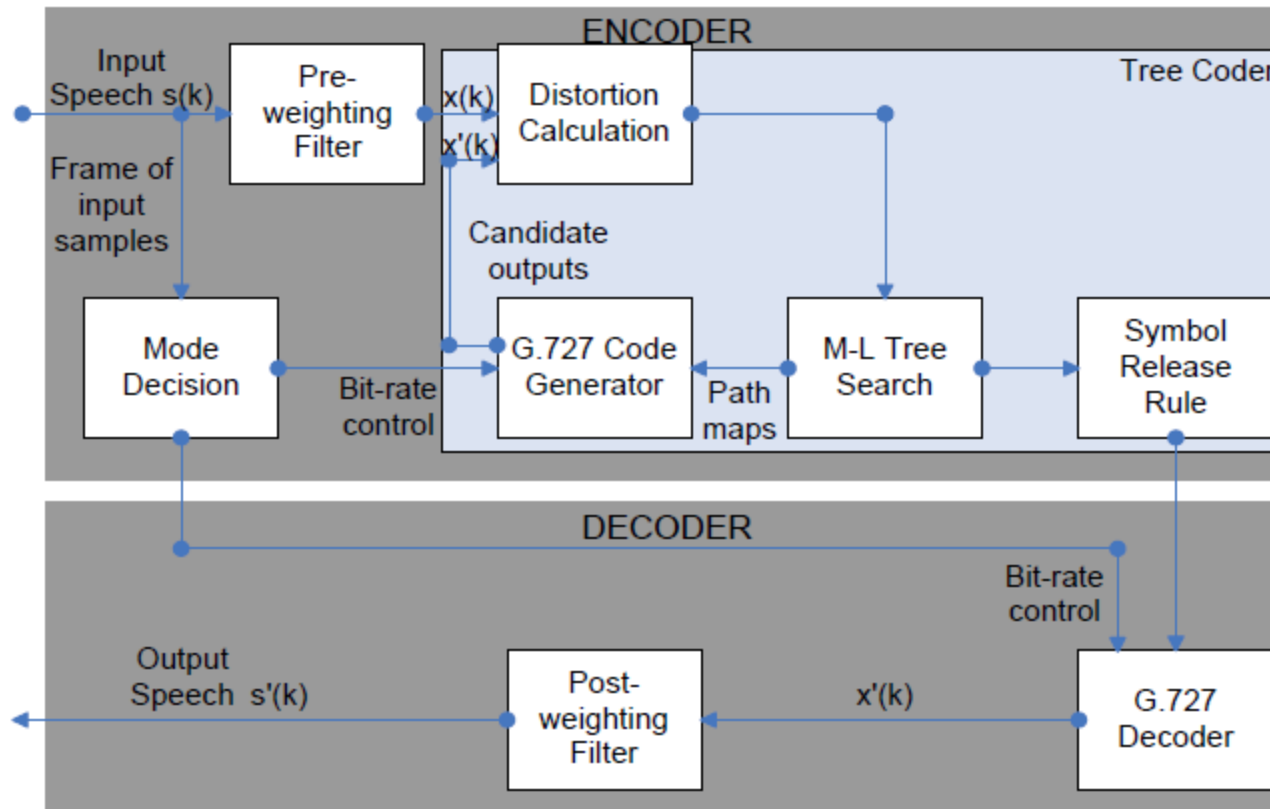 ENCODER
Tree Coder
Input
Speech s(k)
Pre-
weighting
Filter
x(k)
x'(k)
Distortion
Calculation
Frame of
input
samples
Candidate
outputs
Mode
Decision
Bit-rate
control
G.727 Code
Generator
Path
maps
M-L Tree
Search
Symbol
Release
Rule
DECODER
Bit-rate
control
Output
Speech s'(k)
Post-
weighting
Filter
x'(k)
G.727
Decoder